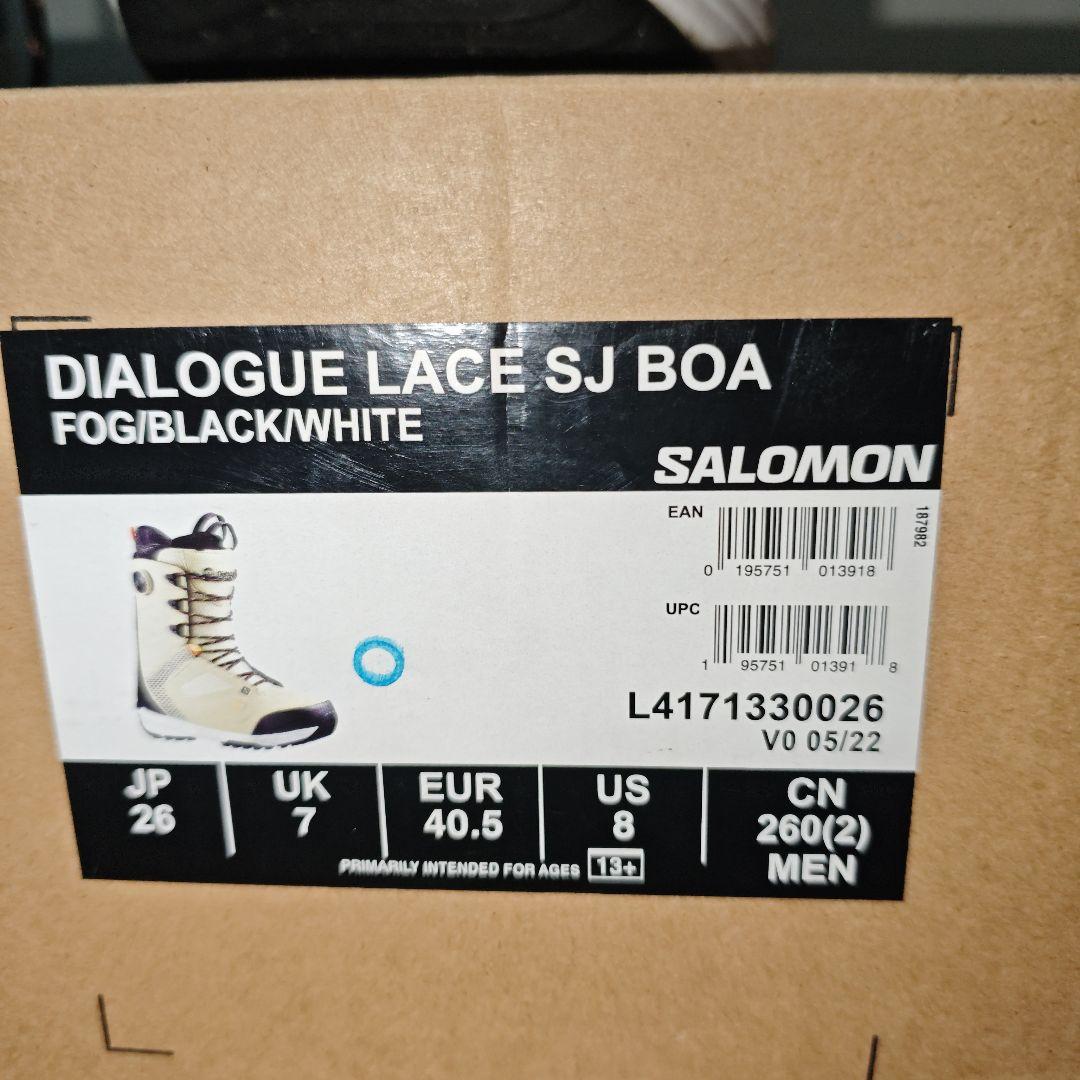 DIALOGUE LACE SJ BOA
FOG/BLACK/WHITE
SALOMON
EAN
0 195751 013918
187982
UPC
1 95751 01391 8
L4171330026
V0 05/22
JP
26
UK
7
EUR
40.5
US
8
CN
260(2)
MEN
PRIMARILY INTENDED FOR AGES 13+